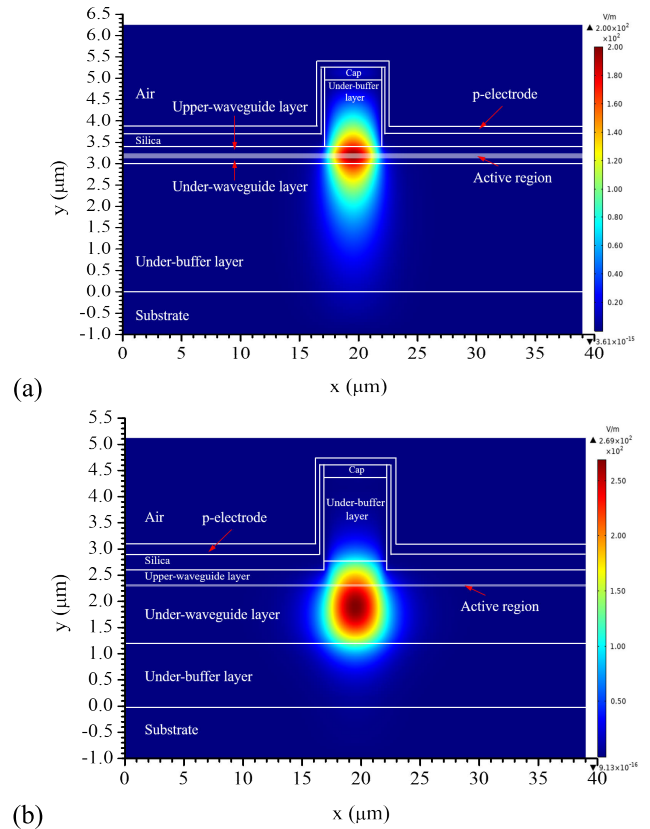 V/m
▲ 2.00×10²
×10²
6.5
6.0
5.5
5.0
4.5
4.0
3.5
3.0
2.5
2.0
1.5
1.0
0.5
0.0
-0.5
-1.0
y (μm)
Cap
Under-buffer
layer
Air
p-electrode
Upper-waveguide layer
Silica
Active region
Under-waveguide layer
Under-buffer layer
Substrate
2.00
1.80
1.60
1.40
1.20
1.00
0.80
0.60
0.40
0.20
▼ 3.61×10⁻¹⁵
0 5 10 15 20 25 30 35 40
x (μm)
(a)
V/m
▲ 2.69×10²
×10²
5.5
5.0
4.5
4.0
3.5
3.0
2.5
2.0
1.5
1.0
0.5
0.0
-0.5
-1.0
y (μm)
Cap
Under-buffer
layer
Air
p-electrode
Silica
Upper-waveguide layer
Active region
Under-waveguide layer
Under-buffer layer
Substrate
2.50
2.00
1.50
1.00
0.50
▼ 9.13×10⁻¹⁶
0 5 10 15 20 25 30 35 40
x (μm)
(b)